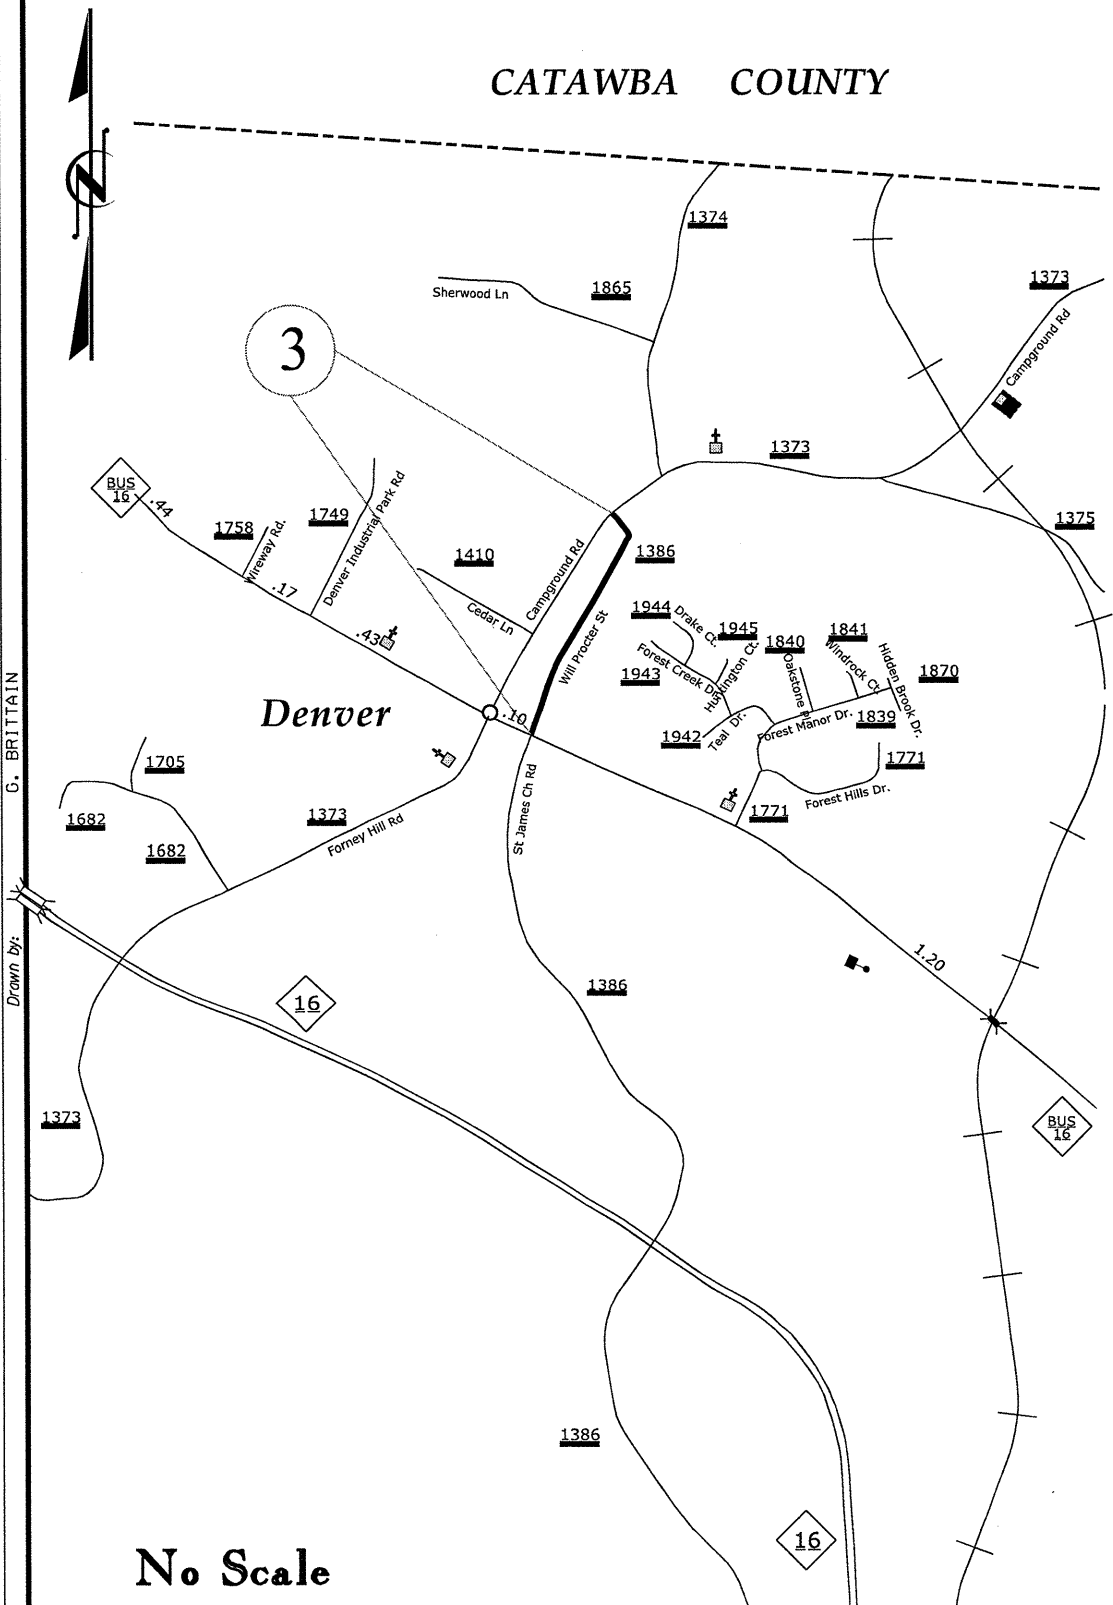 CATAWBA COUNTY
N
1374
1865
Sherwood Ln
1373
Campground Rd
3
1373
BUS
16
.44
1758
Wireway Rd.
1749
Denver Industrial Park Rd
1410
Cedar Ln
Campground Rd
1386
Will Procter St
1375
.17
.43
1944
Drake Ct.
1945
Huntington Ct.
1840
Oakstone Pl
1841
Windrock Ct.
Hidden Brook Dr.
1870
1943
Forest Creek Dr.
1942
Teal Dr.
Forest Manor Dr.
1839
1771
Forest Hills Dr.
1771
Denver
.10
1705
1682
1682
1373
Forney Hill Rd
St James Ch Rd
G. BRITTAIN
Drawn by:
16
1386
1.20
BUS
16
1373
1386
16
No Scale